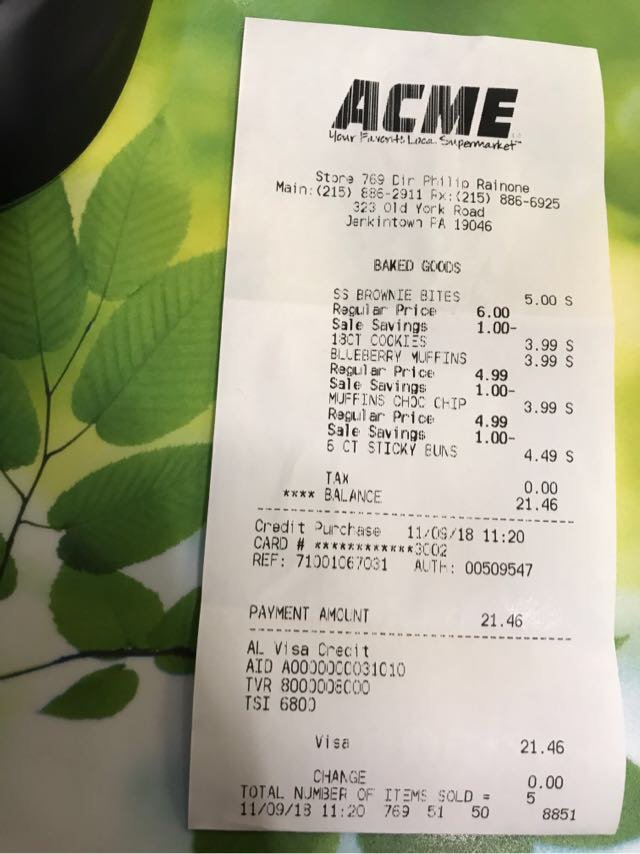 ACME
Your Favorite Local Supermarket™
Store 769 Dir Philip Rainone
Main:(215) 886-2911 Rx:(215) 886-6925
323 Old York Road
Jenkintown PA 19046
BAKED GOODS
SS BROWNIE BITES 5.00 S
Regular Price 6.00
Sale Savings 1.00-
18CT COOKIES 3.99 S
BLUEBERRY MUFFINS 3.99 S
Regular Price 4.99
Sale Savings 1.00-
MUFFINS CHOC CHIP 3.99 S
Regular Price 4.99
Sale Savings 1.00-
6 CT STICKY BUNS 4.49 S
TAX 0.00
**** BALANCE 21.46
Credit Purchase 11/09/18 11:20
CARD # ************3002
REF: 71001067031 AUTH: 00509547
PAYMENT AMOUNT 21.46
AL Visa Credit
AID A0000000031010
TVR 8000008000
TSI 6800
Visa 21.46
CHANGE 0.00
TOTAL NUMBER OF ITEMS SOLD = 5
11/09/18 11:20 769 51 50 8851